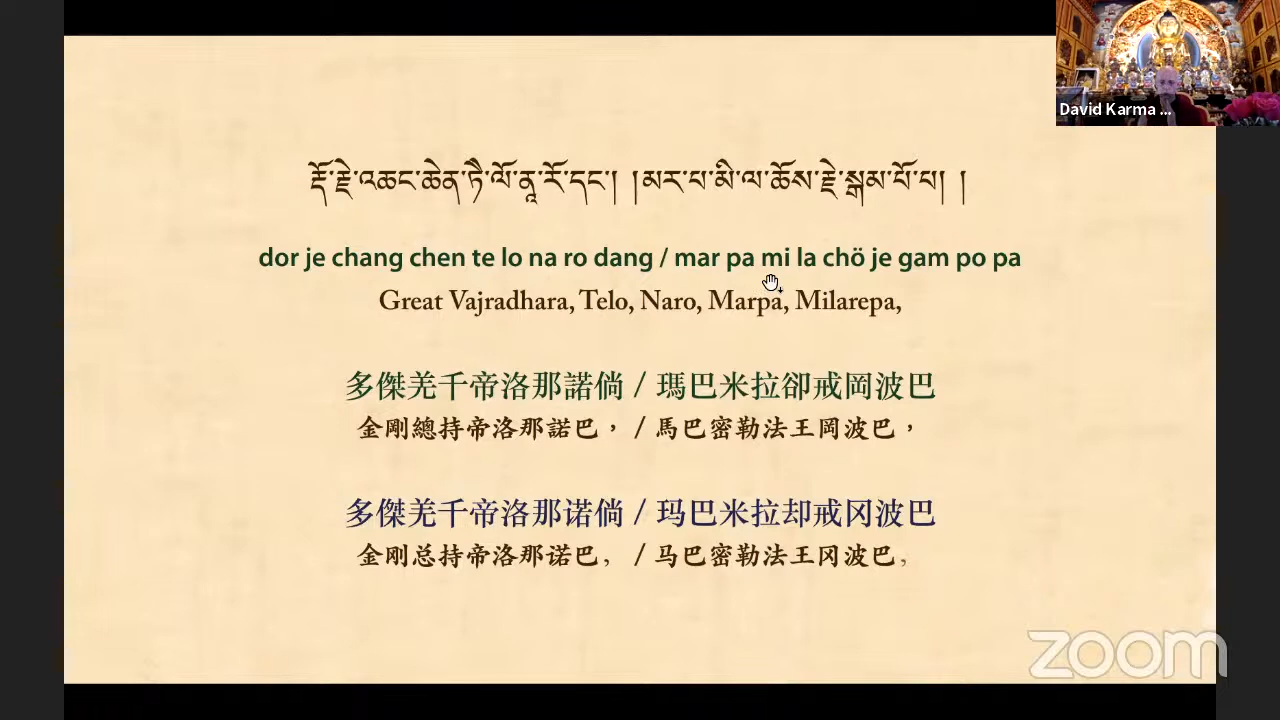 རྡོ་རྗེ་འཆང་ཆེན་ཏཻ་ལོ་ནཱ་རོ་དང་། །མར་པ་མི་ལ་ཆོས་རྗེ་སྒམ་པོ་པ། །
dor je chang chen te lo na ro dang / mar pa mi la chö je gam po pa
Great Vajradhara, Telo, Naro, Marpa, Milarepa,
多傑羌千帝洛那諾倘 / 瑪巴米拉卻戒岡波巴
金剛總持帝洛那諾巴， / 馬巴密勒法王岡波巴，
多傑羌千帝洛那诺倘 / 玛巴米拉却戒冈波巴
金刚总持帝洛那诺巴， / 马巴密勒法王冈波巴，
David Karma ...
zoom